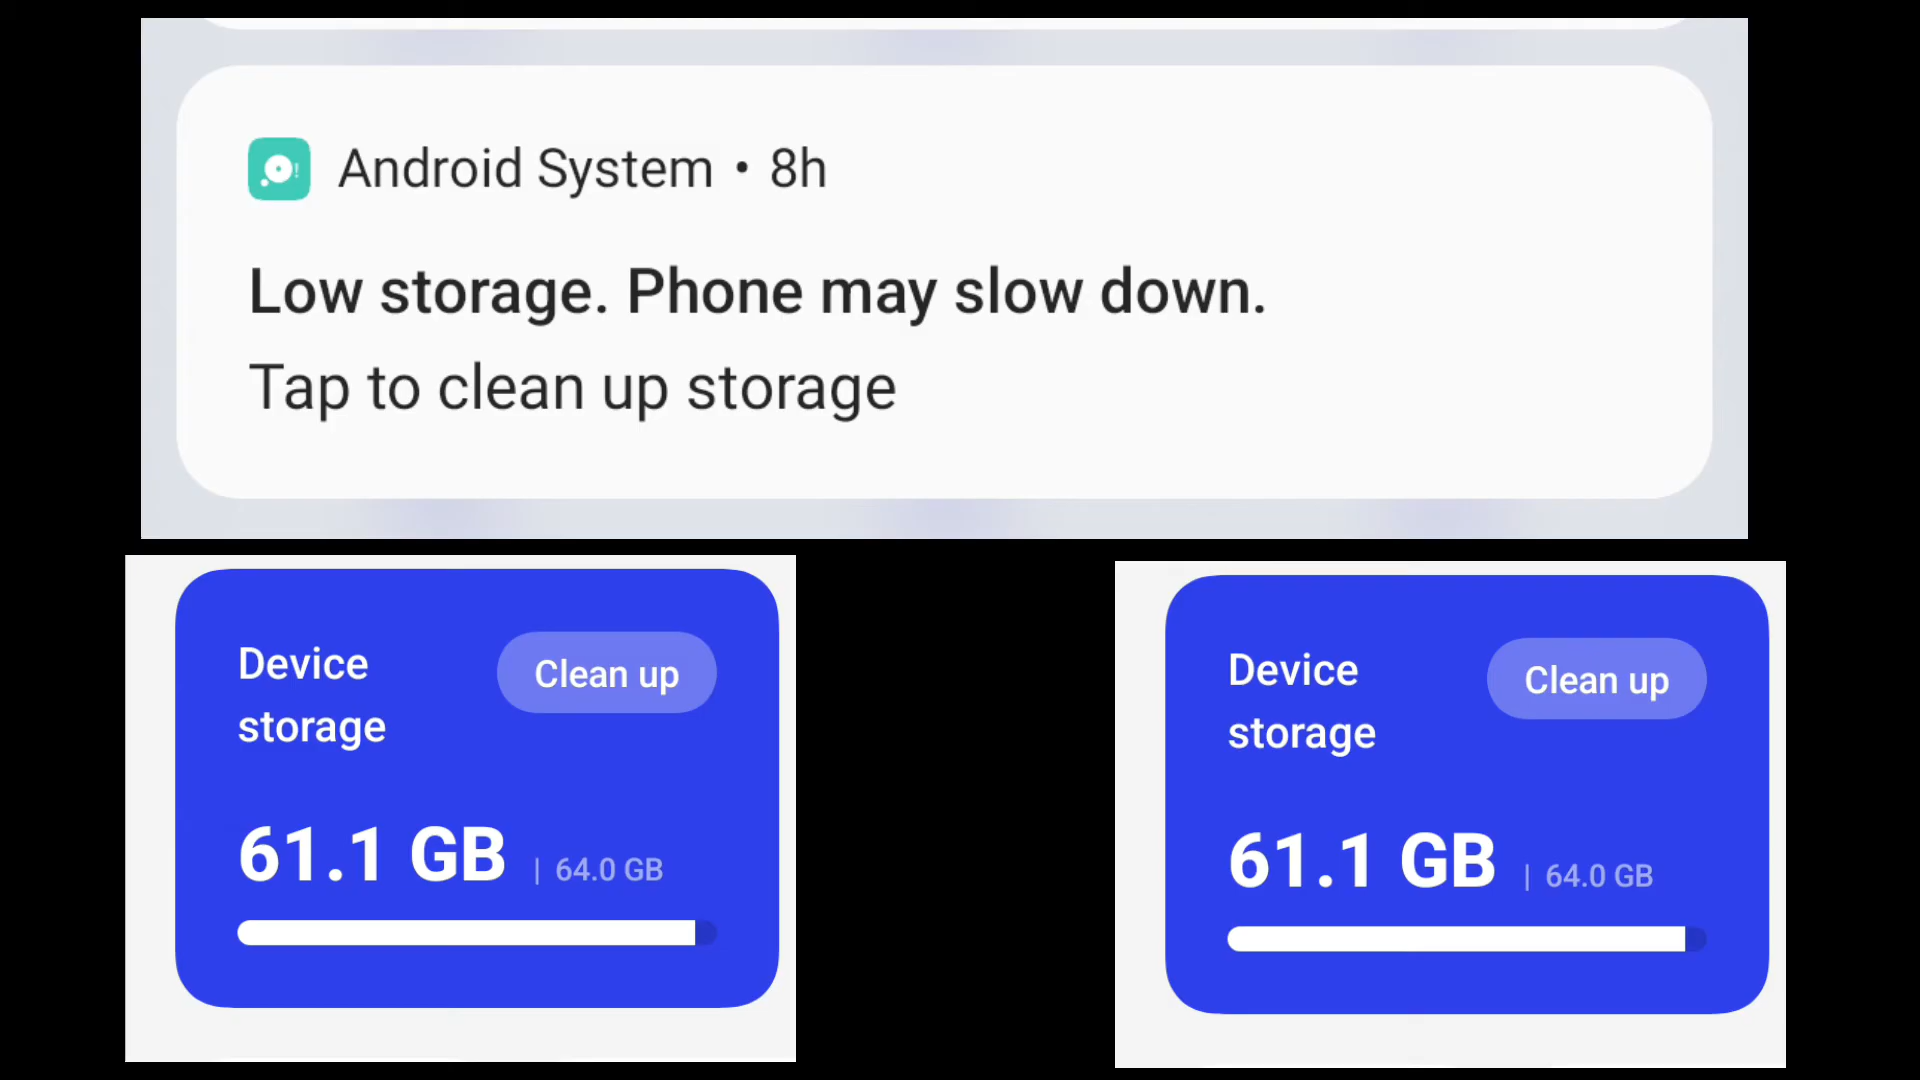 Android System • 8h
Low storage. Phone may slow down.
Tap to clean up storage
Device
storage
Clean up
61.1 GB | 64.0 GB
Device
storage
Clean up
61.1 GB | 64.0 GB